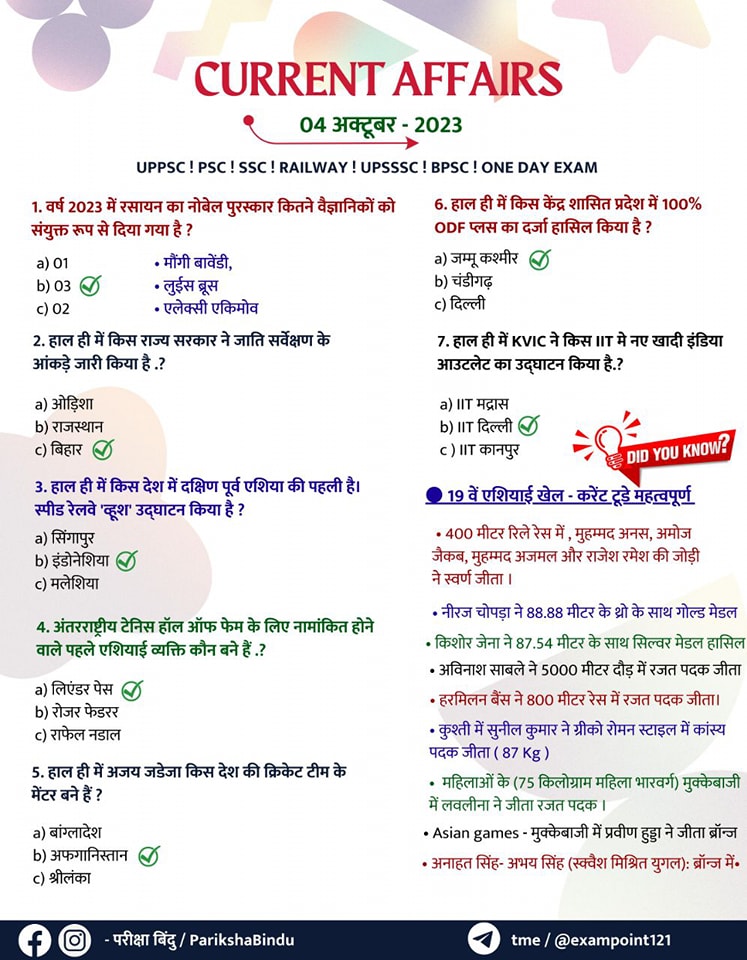 CURRENT AFFAIRS
04 अक्टूबर - 2023
UPPSC ! PSC ! SSC ! RAILWAY ! UPSSSC ! BPSC ! ONE DAY EXAM
1. वर्ष 2023 में रसायन का नोबेल पुरस्कार कितने वैज्ञानिकों को
संयुक्त रूप से दिया गया है ?
a) 01
b) 03
c) 02
• मौंगी बावेंडी,
• लुईस ब्रूस
• एलेक्सी एकिमोव
2. हाल ही में किस राज्य सरकार ने जाति सर्वेक्षण के
आंकड़े जारी किया है .?
a) ओड़िशा
b) राजस्थान
c) बिहार
3. हाल ही में किस देश में दक्षिण पूर्व एशिया की पहली है।
स्पीड रेलवे 'व्हूश' उद्घाटन किया है ?
a) सिंगापुर
b) इंडोनेशिया
c) मलेशिया
4. अंतरराष्ट्रीय टेनिस हॉल ऑफ फेम के लिए नामांकित होने
वाले पहले एशियाई व्यक्ति कौन बने हैं .?
a) लिएंडर पेस
b) रोजर फेडरर
c) राफेल नडाल
5. हाल ही में अजय जडेजा किस देश की क्रिकेट टीम के
मेंटर बने हैं ?
a) बांग्लादेश
b) अफगानिस्तान
c) श्रीलंका
6. हाल ही में किस केंद्र शासित प्रदेश में 100%
ODF प्लस का दर्जा हासिल किया है ?
a) जम्मू कश्मीर
b) चंडीगढ़
c) दिल्ली
7. हाल ही में KVIC ने किस IIT मे नए खादी इंडिया
आउटलेट का उद्घाटन किया है.?
a) IIT मद्रास
b) IIT दिल्ली
c ) IIT कानपुर
DID YOU KNOW?
● 19 वें एशियाई खेल - करेंट टूडे महत्वपूर्ण
• 400 मीटर रिले रेस में , मुहम्मद अनस, अमोज
जैकब, मुहम्मद अजमल और राजेश रमेश की जोड़ी
ने स्वर्ण जीता ।
• नीरज चोपड़ा ने 88.88 मीटर के थ्रो के साथ गोल्ड मेडल
• किशोर जेना ने 87.54 मीटर के साथ सिल्वर मेडल हासिल
• अविनाश साबले ने 5000 मीटर दौड़ में रजत पदक जीता
• हरमिलन बैंस ने 800 मीटर रेस में रजत पदक जीता।
• कुश्ती में सुनील कुमार ने ग्रीको रोमन स्टाइल में कांस्य
पदक जीता ( 87 Kg )
• महिलाओं के (75 किलोग्राम महिला भारवर्ग) मुक्केबाजी
में लवलीना ने जीता रजत पदक ।
• Asian games - मुक्केबाजी में प्रवीण हुड्डा ने जीता ब्रॉन्ज
• अनाहत सिंह- अभय सिंह (स्क्वैश मिश्रित युगल): ब्रॉन्ज में•
- परीक्षा बिंदु / ParikshaBindu
tme / @exampoint121